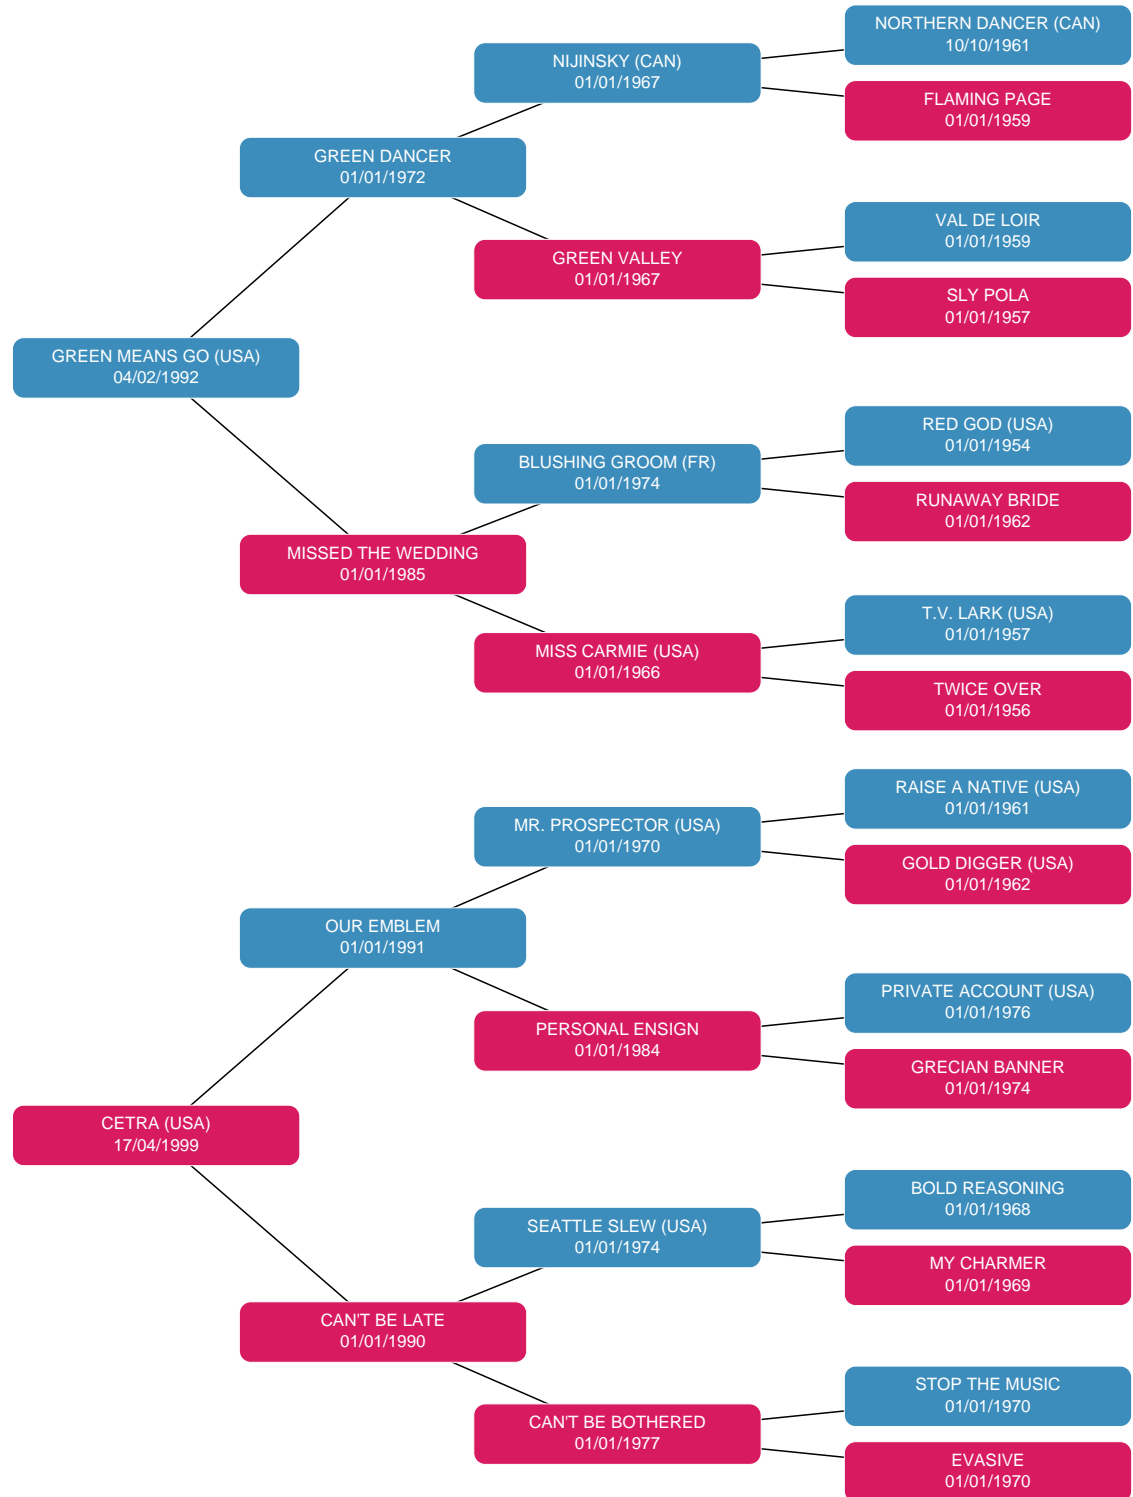 NORTHERN DANCER (CAN)
10/10/1961
NIJINSKY (CAN)
01/01/1967
FLAMING PAGE
01/01/1959
GREEN DANCER
01/01/1972
VAL DE LOIR
01/01/1959
GREEN VALLEY
01/01/1967
SLY POLA
01/01/1957
GREEN MEANS GO (USA)
04/02/1992
RED GOD (USA)
01/01/1954
BLUSHING GROOM (FR)
01/01/1974
RUNAWAY BRIDE
01/01/1962
MISSED THE WEDDING
01/01/1985
T.V. LARK (USA)
01/01/1957
MISS CARMIE (USA)
01/01/1966
TWICE OVER
01/01/1956
RAISE A NATIVE (USA)
01/01/1961
MR. PROSPECTOR (USA)
01/01/1970
GOLD DIGGER (USA)
01/01/1962
OUR EMBLEM
01/01/1991
PRIVATE ACCOUNT (USA)
01/01/1976
PERSONAL ENSIGN
01/01/1984
GRECIAN BANNER
01/01/1974
CETRA (USA)
17/04/1999
BOLD REASONING
01/01/1968
SEATTLE SLEW (USA)
01/01/1974
MY CHARMER
01/01/1969
CAN'T BE LATE
01/01/1990
STOP THE MUSIC
01/01/1970
CAN'T BE BOTHERED
01/01/1977
EVASIVE
01/01/1970